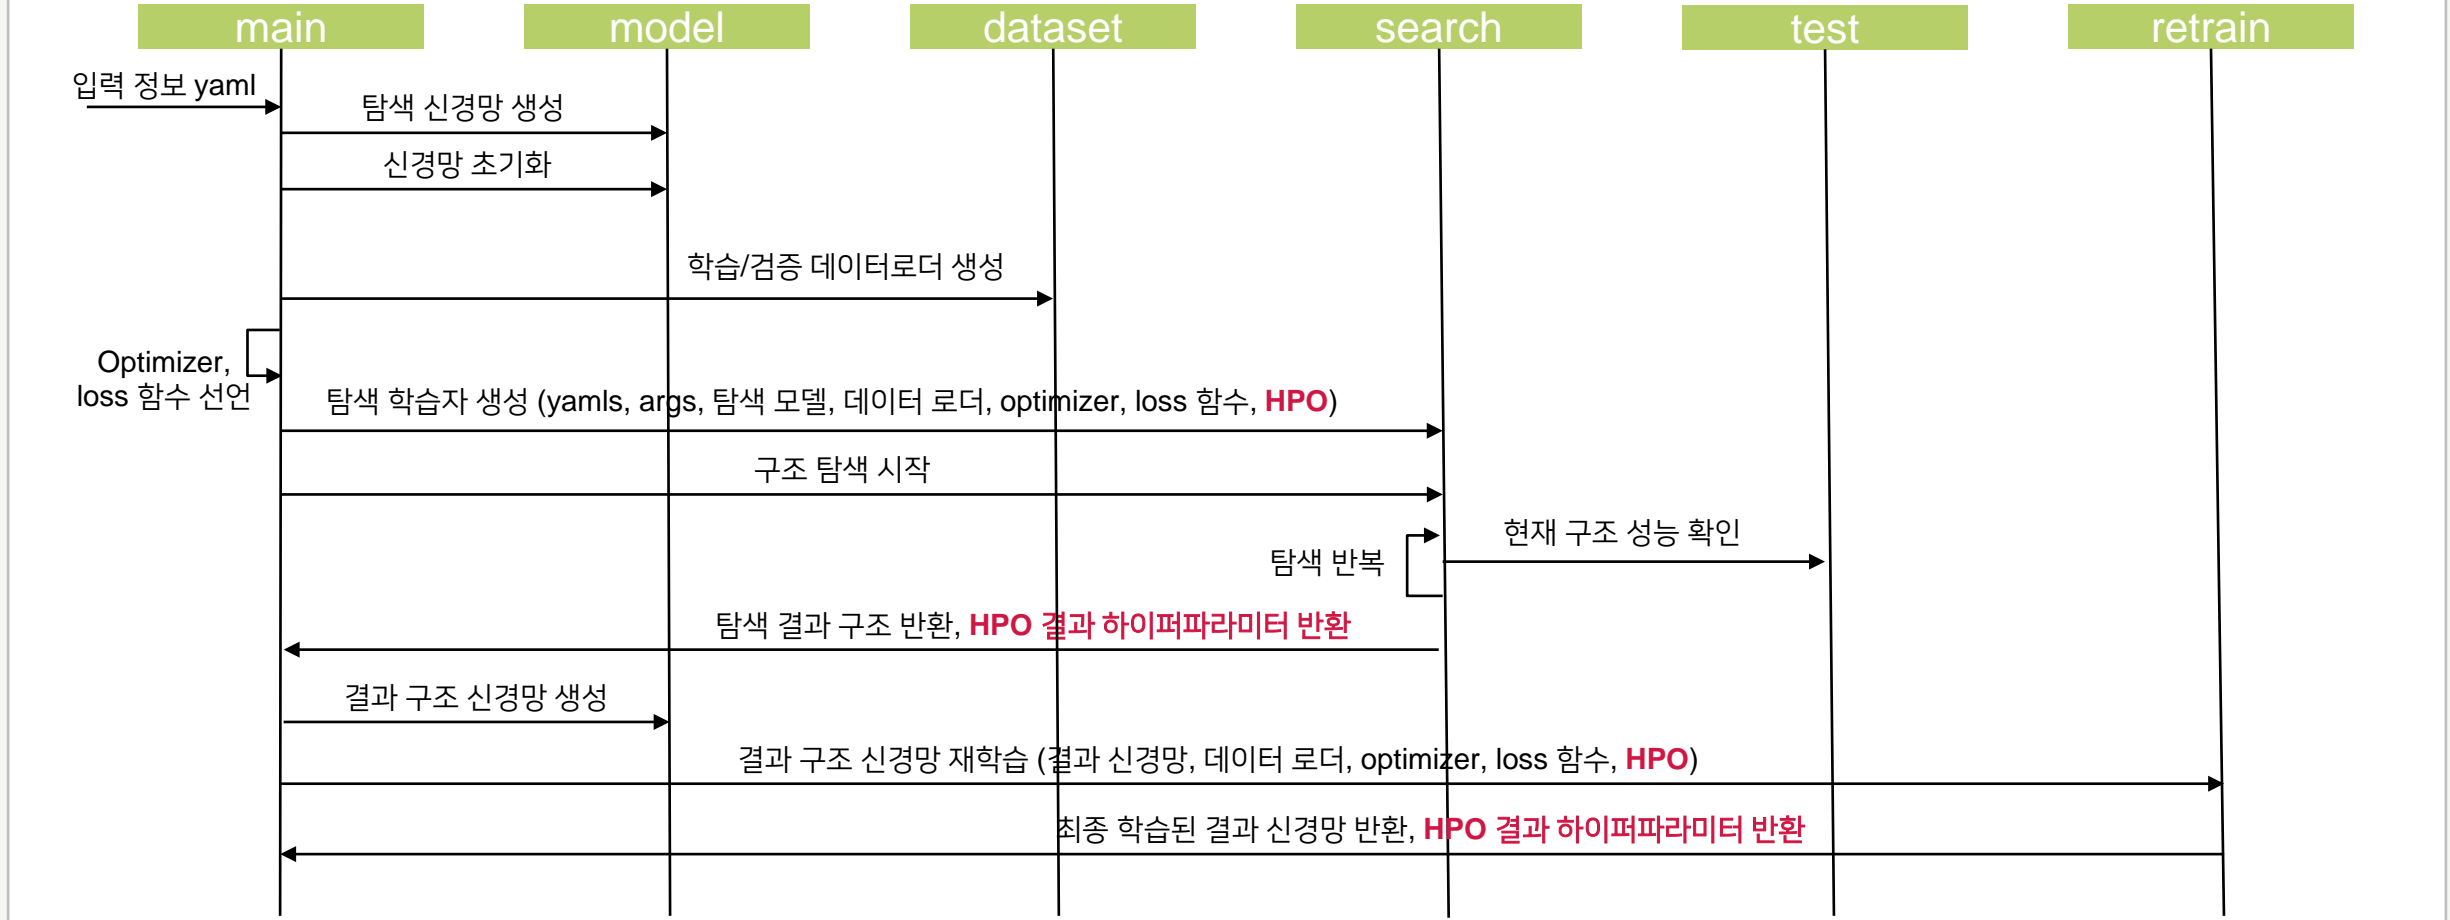 main
model
dataset
search
test
retrain
입력 정보 yaml
탐색 신경망 생성
신경망 초기화
학습/검증 데이터로더 생성
Optimizer,
loss 함수 선언
탐색 학습자 생성 (yamls, args, 탐색 모델, 데이터 로더, optimizer, loss 함수, HPO)
구조 탐색 시작
현재 구조 성능 확인
탐색 반복
탐색 결과 구조 반환, HPO 결과 하이퍼파라미터 반환
결과 구조 신경망 생성
결과 구조 신경망 재학습 (결과 신경망, 데이터 로더, optimizer, loss 함수, HPO)
최종 학습된 결과 신경망 반환, HPO 결과 하이퍼파라미터 반환